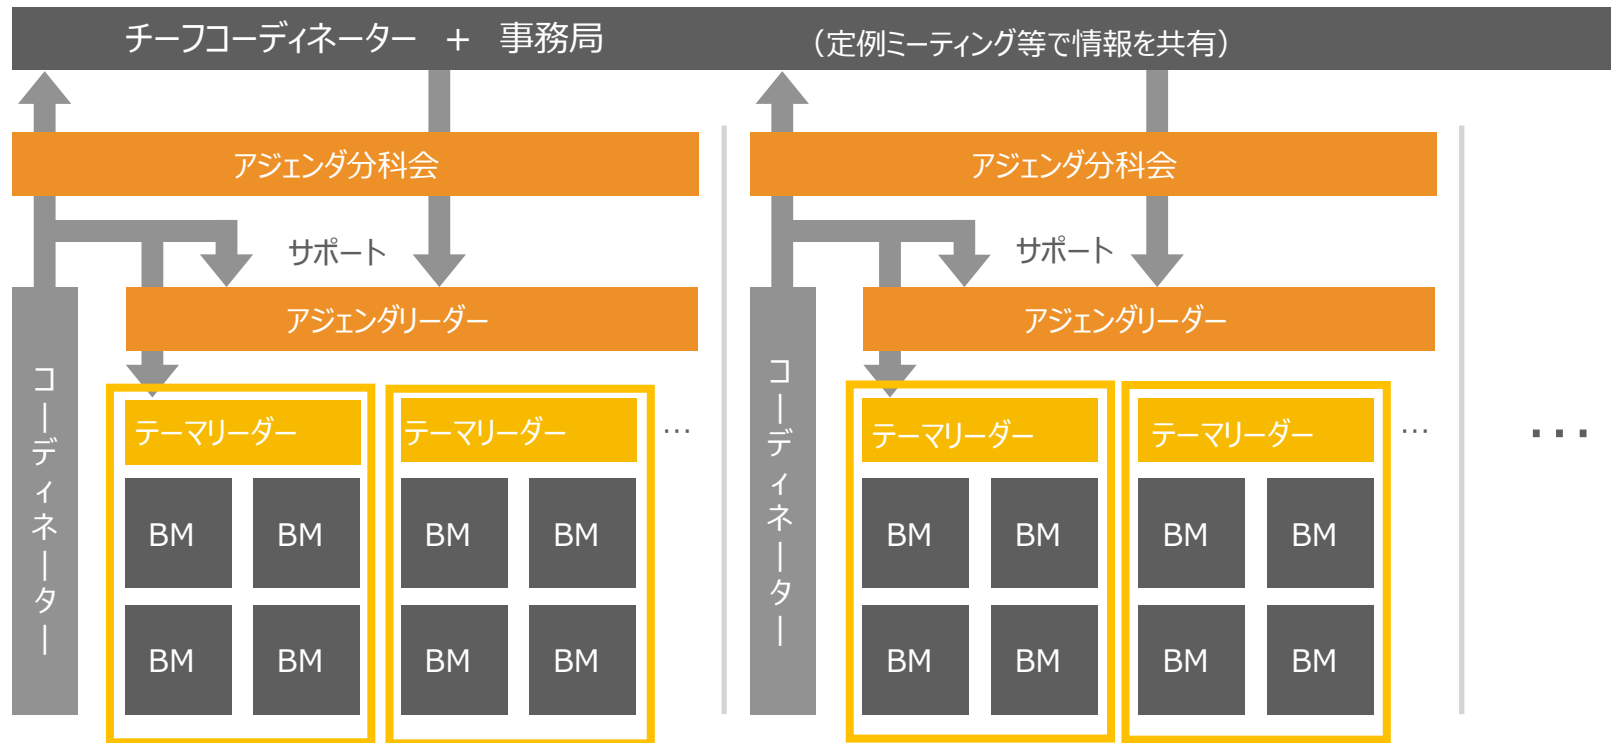 チーフコーディネーター + 事務局 (定例ミーティング等で情報を共有)
アジェンダ分科会
サポート
アジェンダリーダー
コーディネーター
テーマリーダー
BM BM
BM BM
テーマリーダー
BM BM
BM BM
…
アジェンダ分科会
サポート
アジェンダリーダー
コーディネーター
テーマリーダー
BM BM
BM BM
テーマリーダー
BM BM
BM BM
…
…